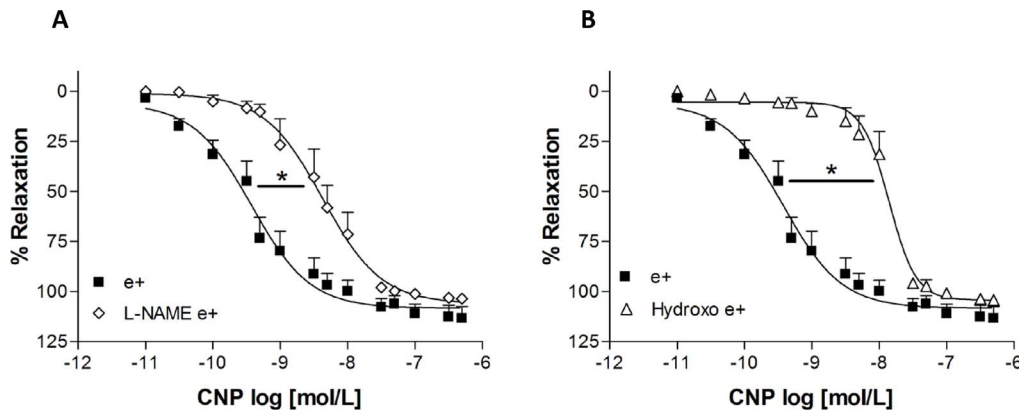 A
B
% Relaxation
0
25
50
75
100
125
*
e+
L-NAME e+
-12
-11
-10
-9
-8
-7
-6
CNP log [mol/L]
% Relaxation
0
25
50
75
100
125
*
e+
Hydroxo e+
-12
-11
-10
-9
-8
-7
-6
CNP log [mol/L]